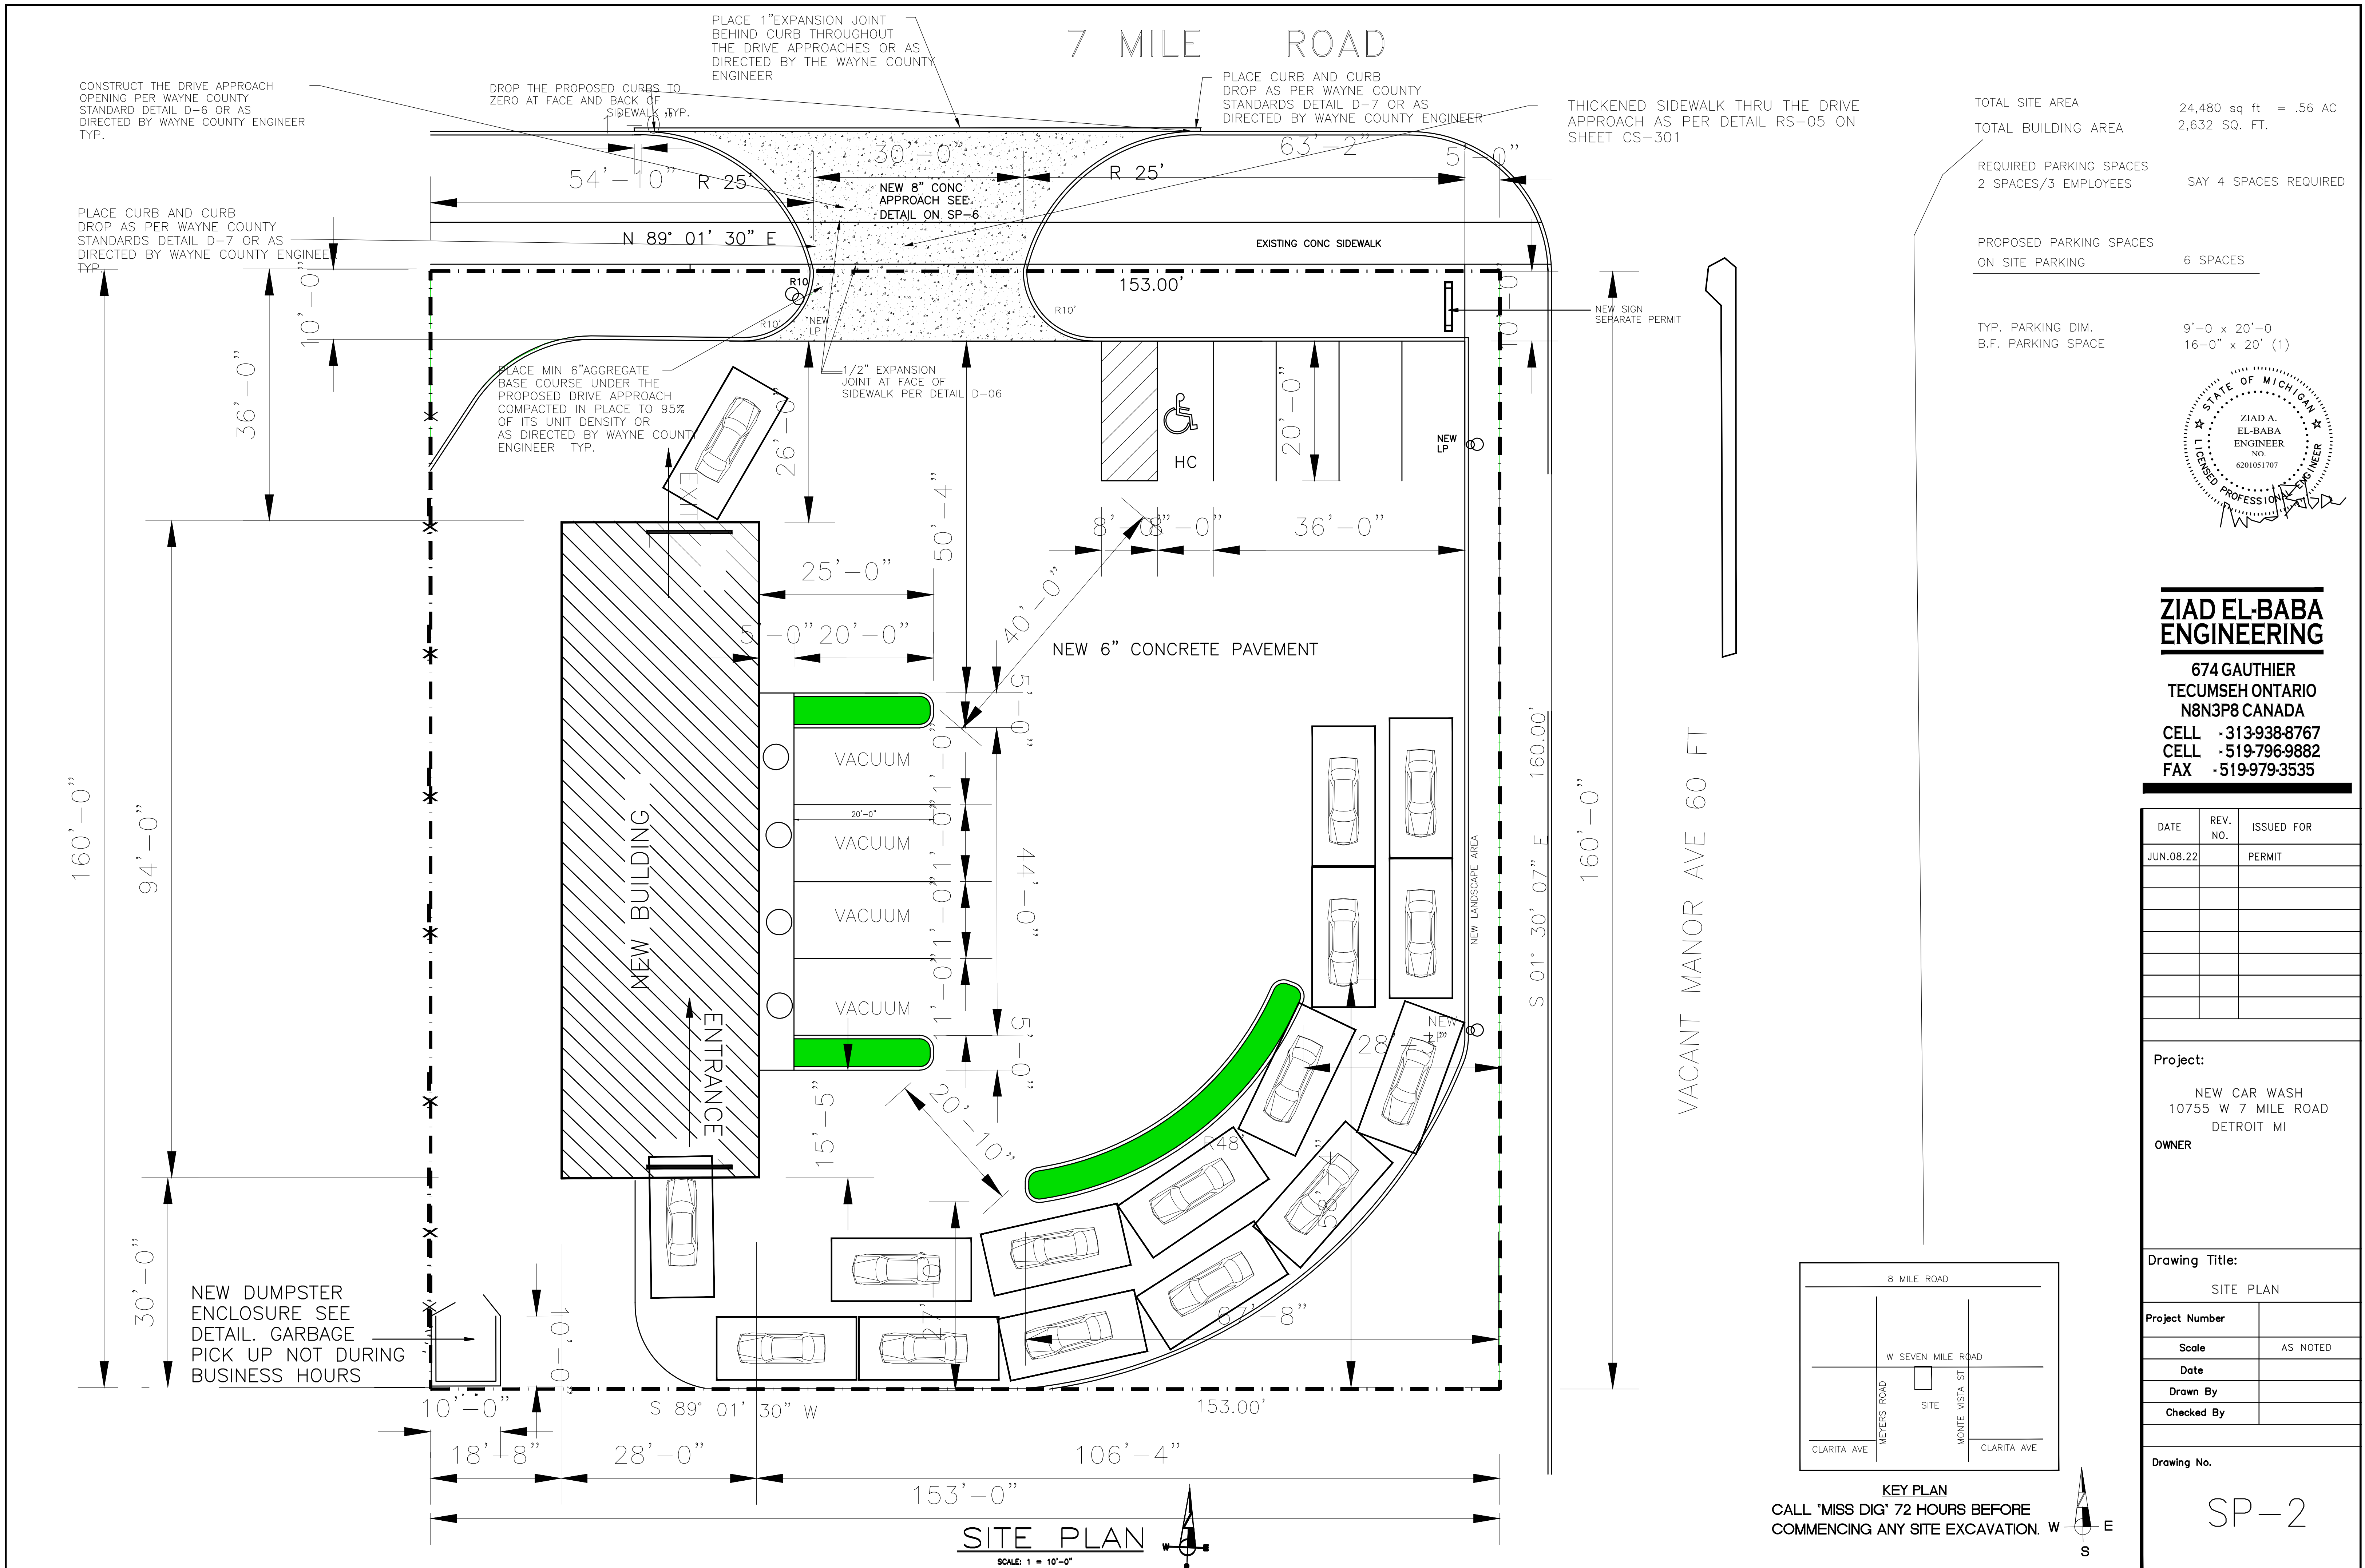 PLACE 1"EXPANSION JOINT
BEHIND CURB THROUGHOUT
THE DRIVE APPROACHES OR AS
DIRECTED BY THE WAYNE COUNTY
ENGINEER
7 MILE ROAD
CONSTRUCT THE DRIVE APPROACH
OPENING PER WAYNE COUNTY
STANDARD DETAIL D-6 OR AS
DIRECTED BY WAYNE COUNTY ENGINEER
TYP.
DROP THE PROPOSED CURBS TO
ZERO AT FACE AND BACK OF
SIDEWALK TYP.
PLACE CURB AND CURB
DROP AS PER WAYNE COUNTY
STANDARDS DETAIL D-7 OR AS
DIRECTED BY WAYNE COUNTY ENGINEER
THICKENED SIDEWALK THRU THE DRIVE
APPROACH AS PER DETAIL RS-05 ON
SHEET CS-301
54'-10"
R 25'
30'-0"
63'-2"
5'-0"
R 25'
NEW 8" CONC
APPROACH SEE
DETAIL ON SP-6
PLACE CURB AND CURB
DROP AS PER WAYNE COUNTY
STANDARDS DETAIL D-7 OR AS
DIRECTED BY WAYNE COUNTY ENGINEER
TYP.
N 89° 01' 30" E
EXISTING CONC SIDEWALK
153.00'
R10
R10'
NEW
LP
R10'
NEW SIGN
SEPARATE PERMIT
10'-0"
36'-0"
PLACE MIN 6"AGGREGATE
BASE COURSE UNDER THE
PROPOSED DRIVE APPROACH
COMPACTED IN PLACE TO 95%
OF ITS UNIT DENSITY OR
AS DIRECTED BY WAYNE COUNTY
ENGINEER TYP.
1/2" EXPANSION
JOINT AT FACE OF
SIDEWALK PER DETAIL D-06
26'-0"
20'-0"
HC
NEW
LP
EXIT
50'-4"
8'-0"
8'-0"
36'-0"
25'-0"
5'-0"
20'-0"
40'-0"
NEW 6" CONCRETE PAVEMENT
5'-0"
VACUUM
11'-0"
20'-0"
VACUUM
11'-0"
VACUUM
11'-0"
VACUUM
11'-0"
44'-0"
5'-0"
160'-0"
94'-0"
30'-0"
NEW BUILDING
ENTRANCE
15'-5"
20'-10"
NEW LANDSCAPE AREA
S 01° 30' 07" E 160.00'
160'-0"
VACANT MANOR AVE 60 FT
NEW
LP
R48'
67'-8"
NEW DUMPSTER
ENCLOSURE SEE
DETAIL. GARBAGE
PICK UP NOT DURING
BUSINESS HOURS
10'-0"
10'-0"
S 89° 01' 30" W
153.00'
18'-8"
28'-0"
106'-4"
153'-0"
SITE PLAN
SCALE: 1 = 10'-0"
W
TOTAL SITE AREA 24,480 sq ft = .56 AC
TOTAL BUILDING AREA 2,632 SQ. FT.
REQUIRED PARKING SPACES
2 SPACES/3 EMPLOYEES SAY 4 SPACES REQUIRED
PROPOSED PARKING SPACES
ON SITE PARKING 6 SPACES
TYP. PARKING DIM. 9'-0 x 20'-0
B.F. PARKING SPACE 16-0" x 20' (1)
STATE OF MICHIGAN
ZIAD A.
EL-BABA
ENGINEER
NO.
6201051707
LICENSED PROFESSIONAL ENGINEER
ZIAD EL-BABA
ENGINEERING
674 GAUTHIER
TECUMSEH ONTARIO
N8N3P8 CANADA
CELL -313-938-8767
CELL -519-796-9882
FAX -519-979-3535
DATE REV. NO. ISSUED FOR
JUN.08.22 PERMIT
Project:
NEW CAR WASH
10755 W 7 MILE ROAD
DETROIT MI
OWNER
Drawing Title:
SITE PLAN
Project Number
Scale AS NOTED
Date
Drawn By
Checked By
Drawing No.
SP-2
8 MILE ROAD
W SEVEN MILE ROAD
MEYERS ROAD
SITE
MONTE VISTA ST
CLARITA AVE
CLARITA AVE
KEY PLAN
CALL "MISS DIG" 72 HOURS BEFORE
COMMENCING ANY SITE EXCAVATION.
W E
S